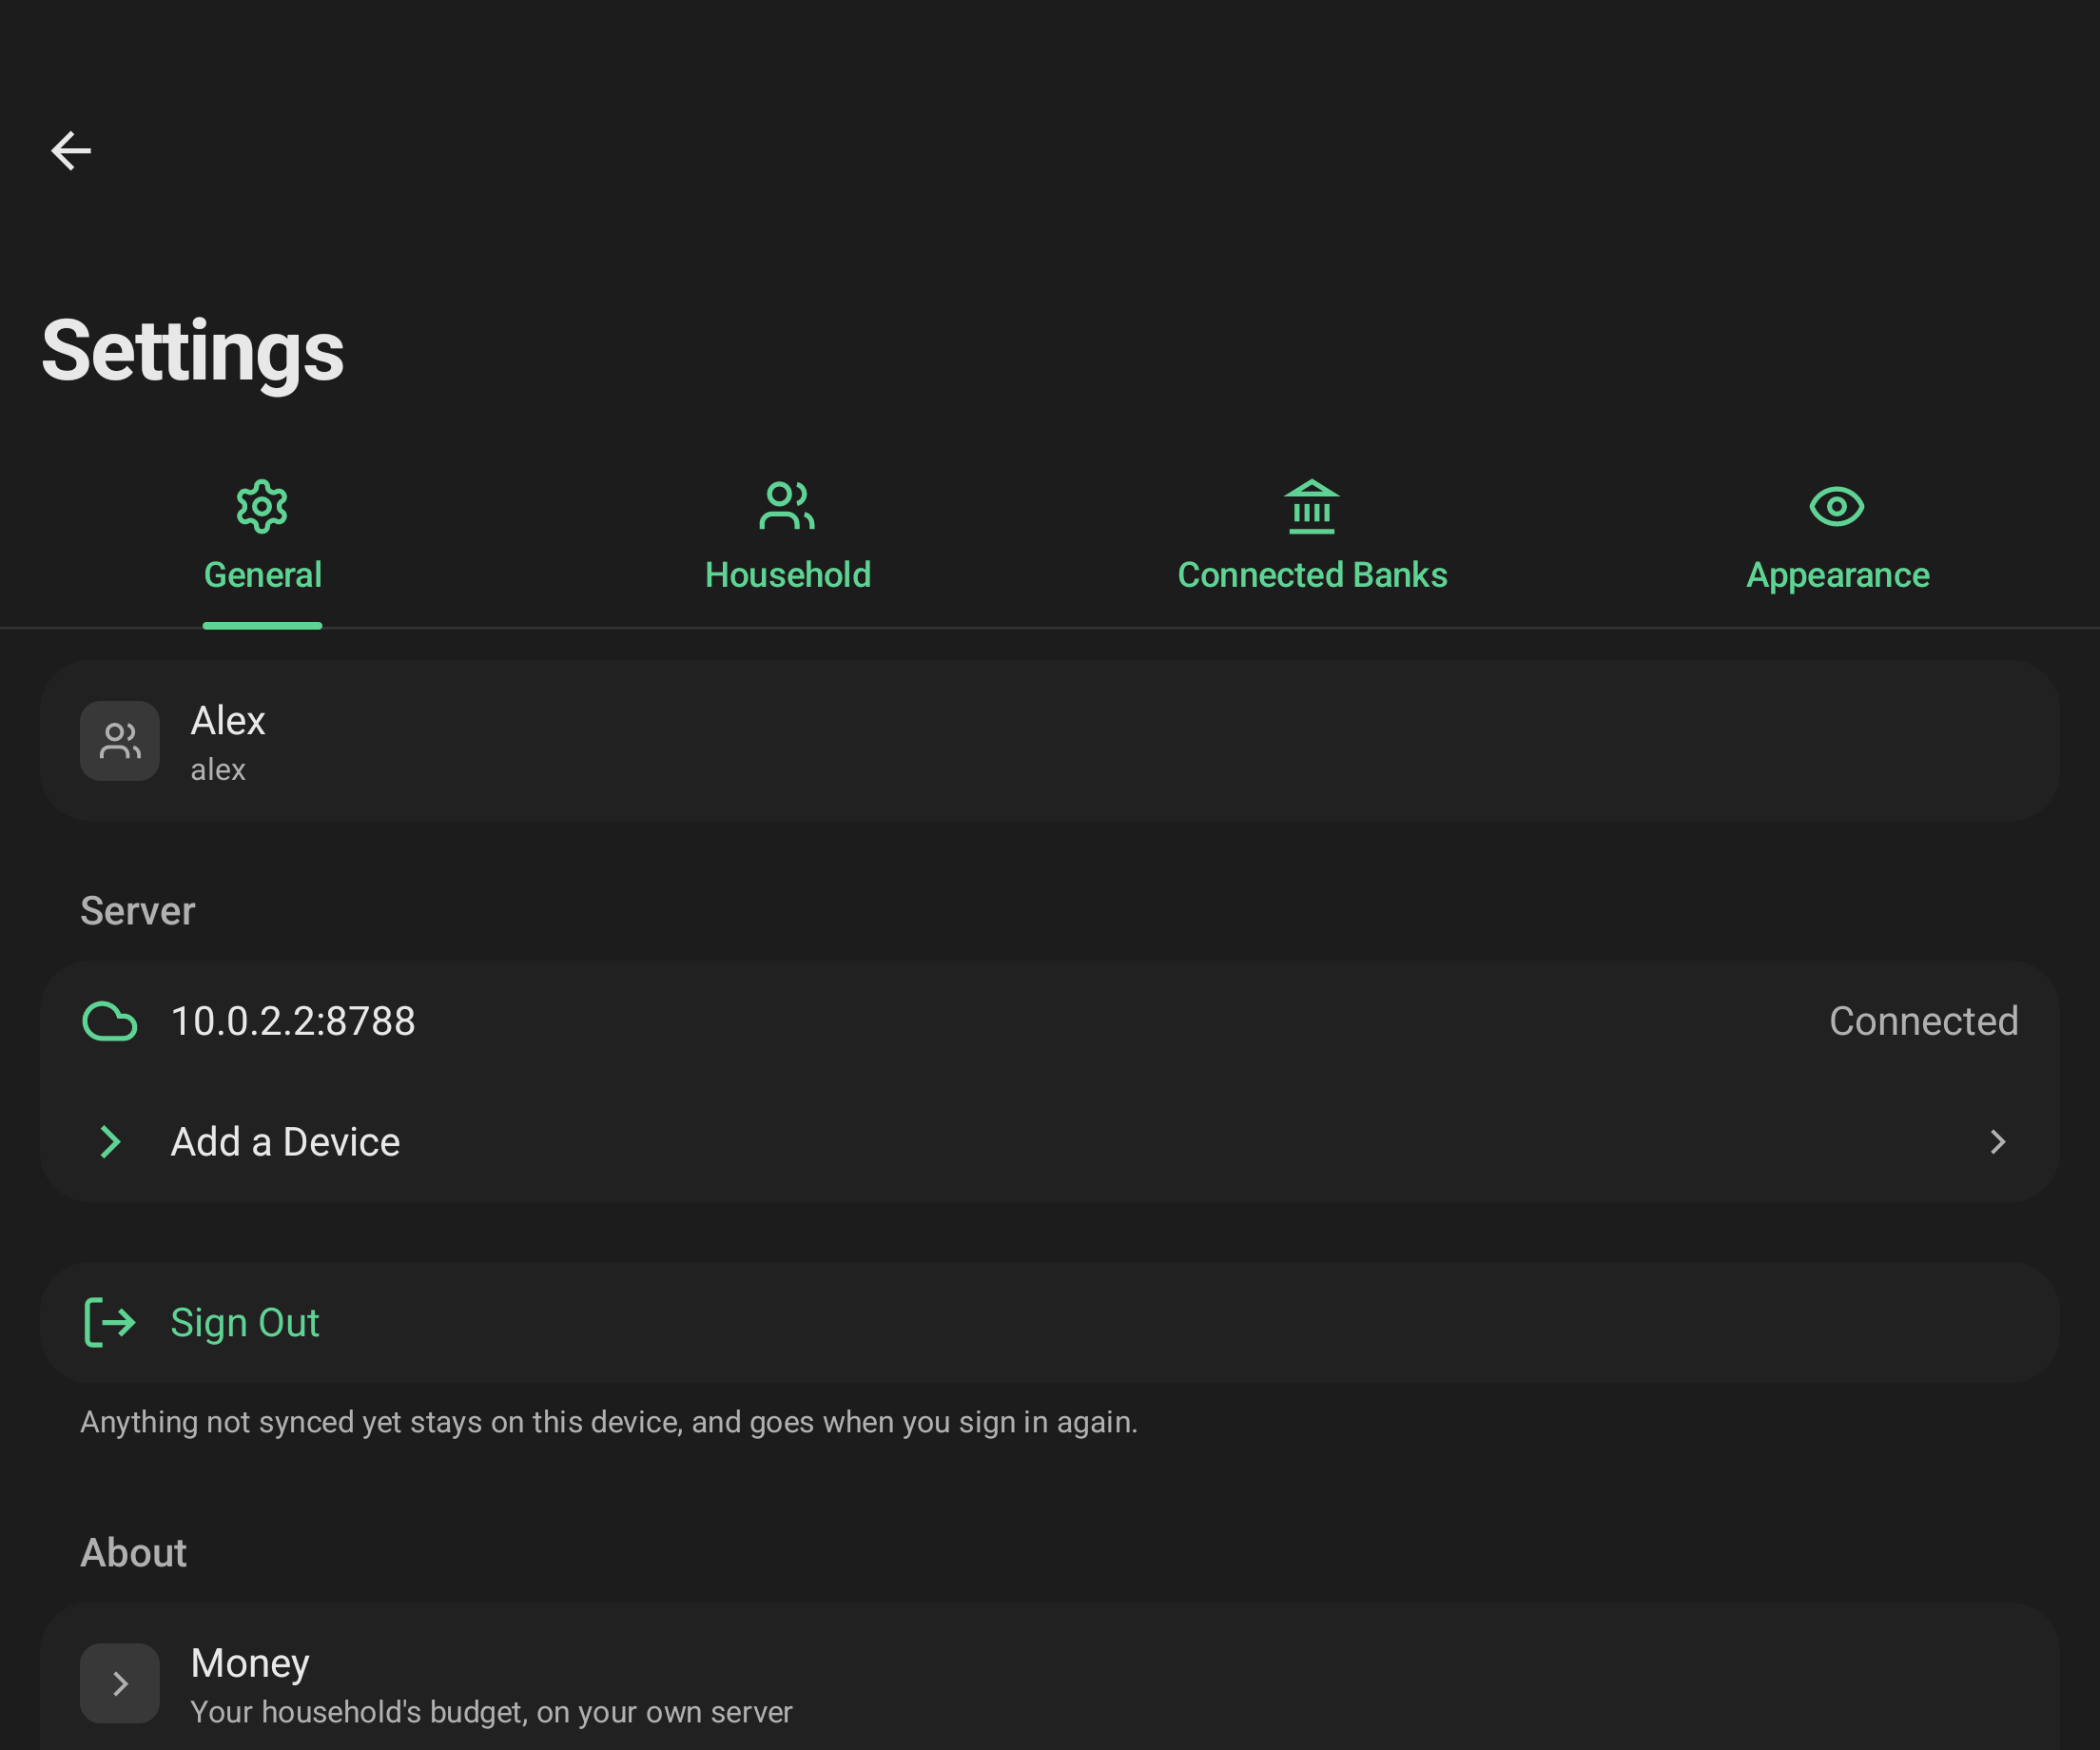 Settings
General
Household
Connected Banks
Appearance
Alex
alex
Server
10.0.2.2:8788
Connected
Add a Device
Sign Out
Anything not synced yet stays on this device, and goes when you sign in again.
About
Money
Your household's budget, on your own server